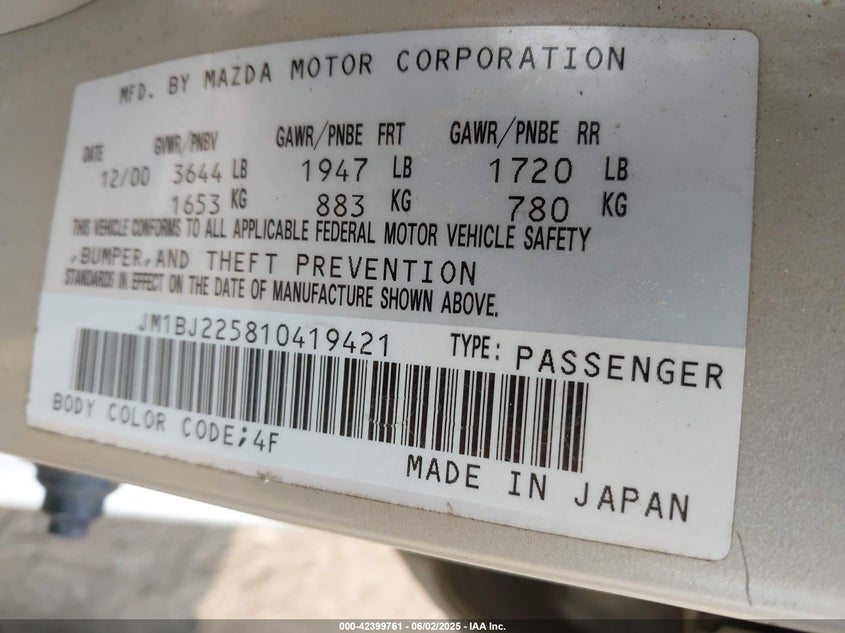 MFD. BY MAZDA MOTOR CORPORATION
DATE GVWR/PNBV GAWR/PNBE FRT GAWR/PNBE RR
12/00 3644 LB 1947 LB 1720 LB
1653 KG 883 KG 780 KG
THIS VEHICLE CONFORMS TO ALL APPLICABLE FEDERAL MOTOR VEHICLE SAFETY
,BUMPER,AND THEFT PREVENTION
STANDARDS IN EFFECT ON THE DATE OF MANUFACTURE SHOWN ABOVE.
JM1BJ225810419421 TYPE: PASSENGER
BODY COLOR CODE;4F
MADE IN JAPAN
000-42399761 - 06/02/2025 - IAA Inc.